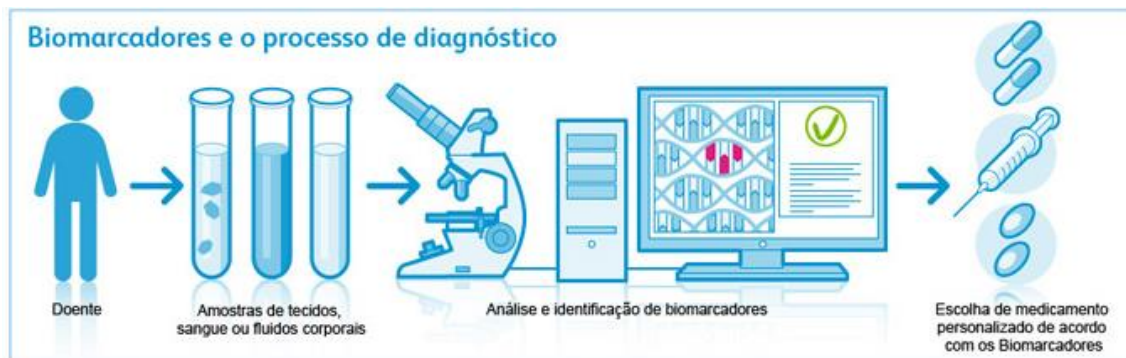 Biomarcadores e o processo de diagnóstico
Doente
Amostras de tecidos,
sangue ou fluidos corporais
Análise e identificação de biomarcadores
Escolha de medicamento
personalizado de acordo
com os Biomarcadores